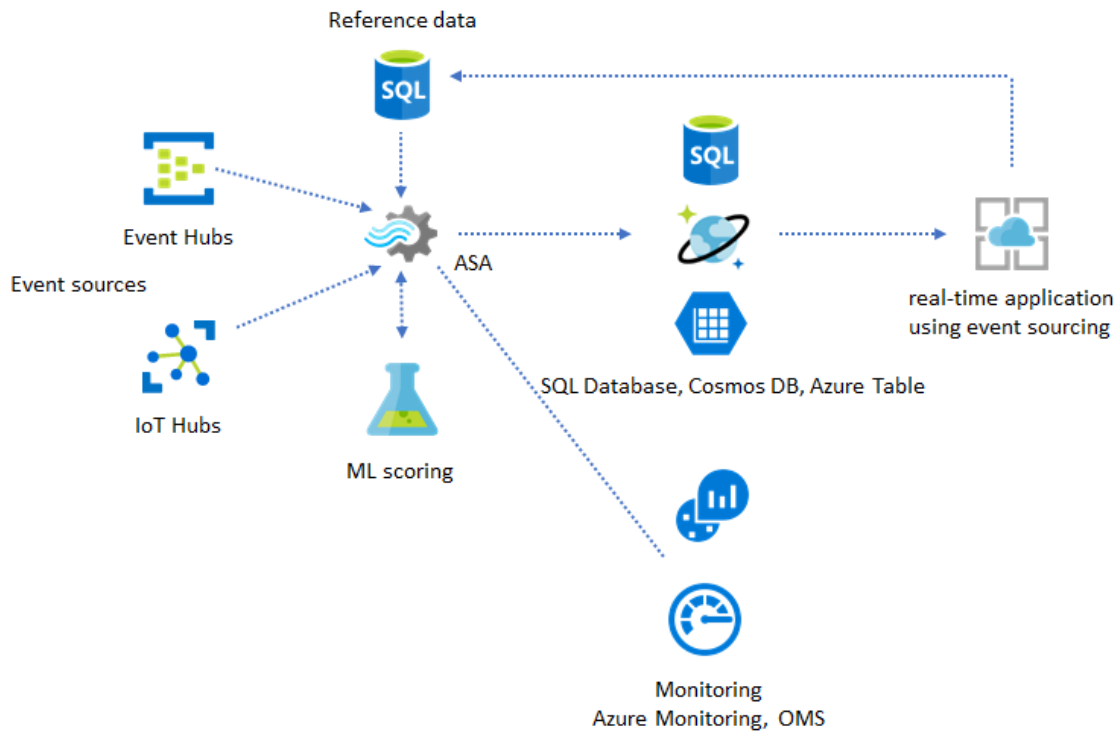 Reference data
SQL
SQL
Event Hubs
ASA
Event sources
real-time application
using event sourcing
SQL Database, Cosmos DB, Azure Table
IoT Hubs
ML scoring
Monitoring
Azure Monitoring, OMS